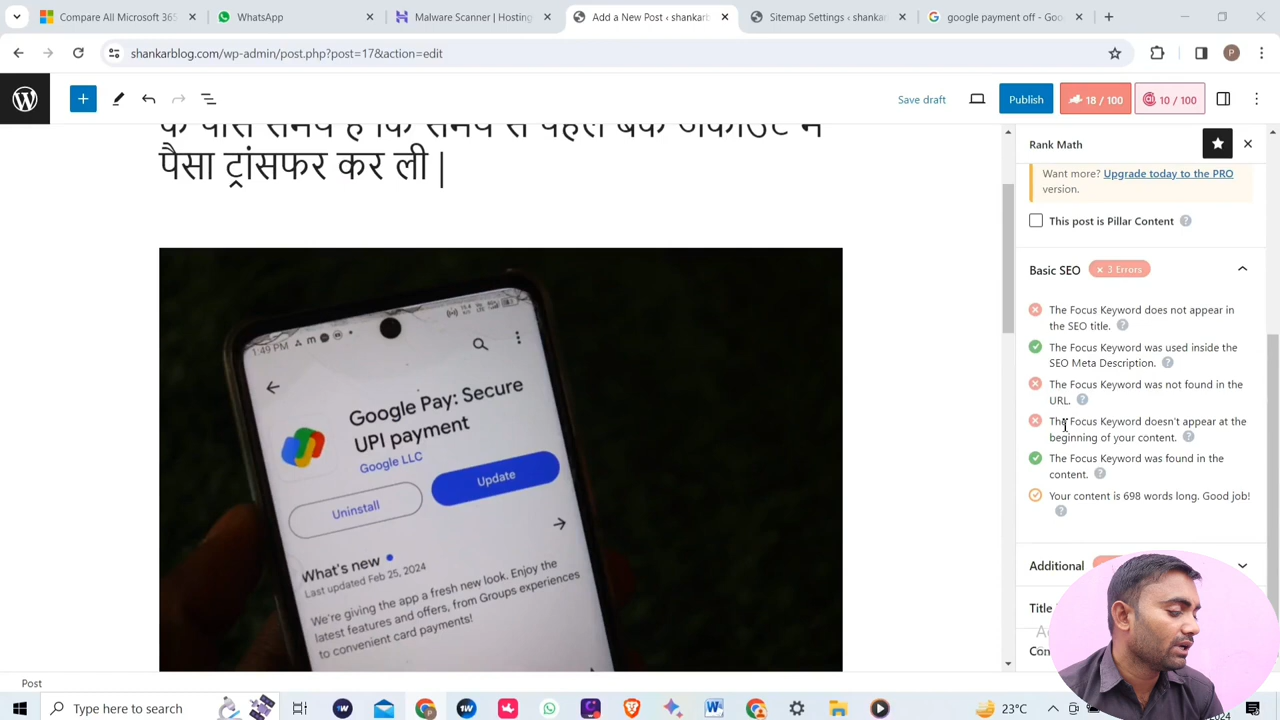 Compare All Microsoft 365
WhatsApp
Malware Scanner | Hosting
Add a New Post ‹ shankarb
Sitemap Settings ‹ shankar
google payment off - Goo
shankarblog.com/wp-admin/post.php?post=17&action=edit
P
Save draft
Publish
18 / 100
10 / 100
पैसा ट्रांसफर कर ली |
Rank Math
Want more? Upgrade today to the PRO
version.
This post is Pillar Content
Basic SEO
× 3 Errors
The Focus Keyword does not appear in
the SEO title.
The Focus Keyword was used inside the
SEO Meta Description.
The Focus Keyword was not found in the
URL.
The Focus Keyword doesn't appear at the
beginning of your content.
The Focus Keyword was found in the
content.
Your content is 698 words long. Good job!
Additional
Title
1:49 PM
Google Pay: Secure
UPI payment
Google LLC
Uninstall
Update
What's new
Last updated Feb 25, 2024
We're giving the app a fresh new look. Enjoy the
latest features and offers, from Groups experiences
to convenient card payments!
Post
Type here to search
23°C